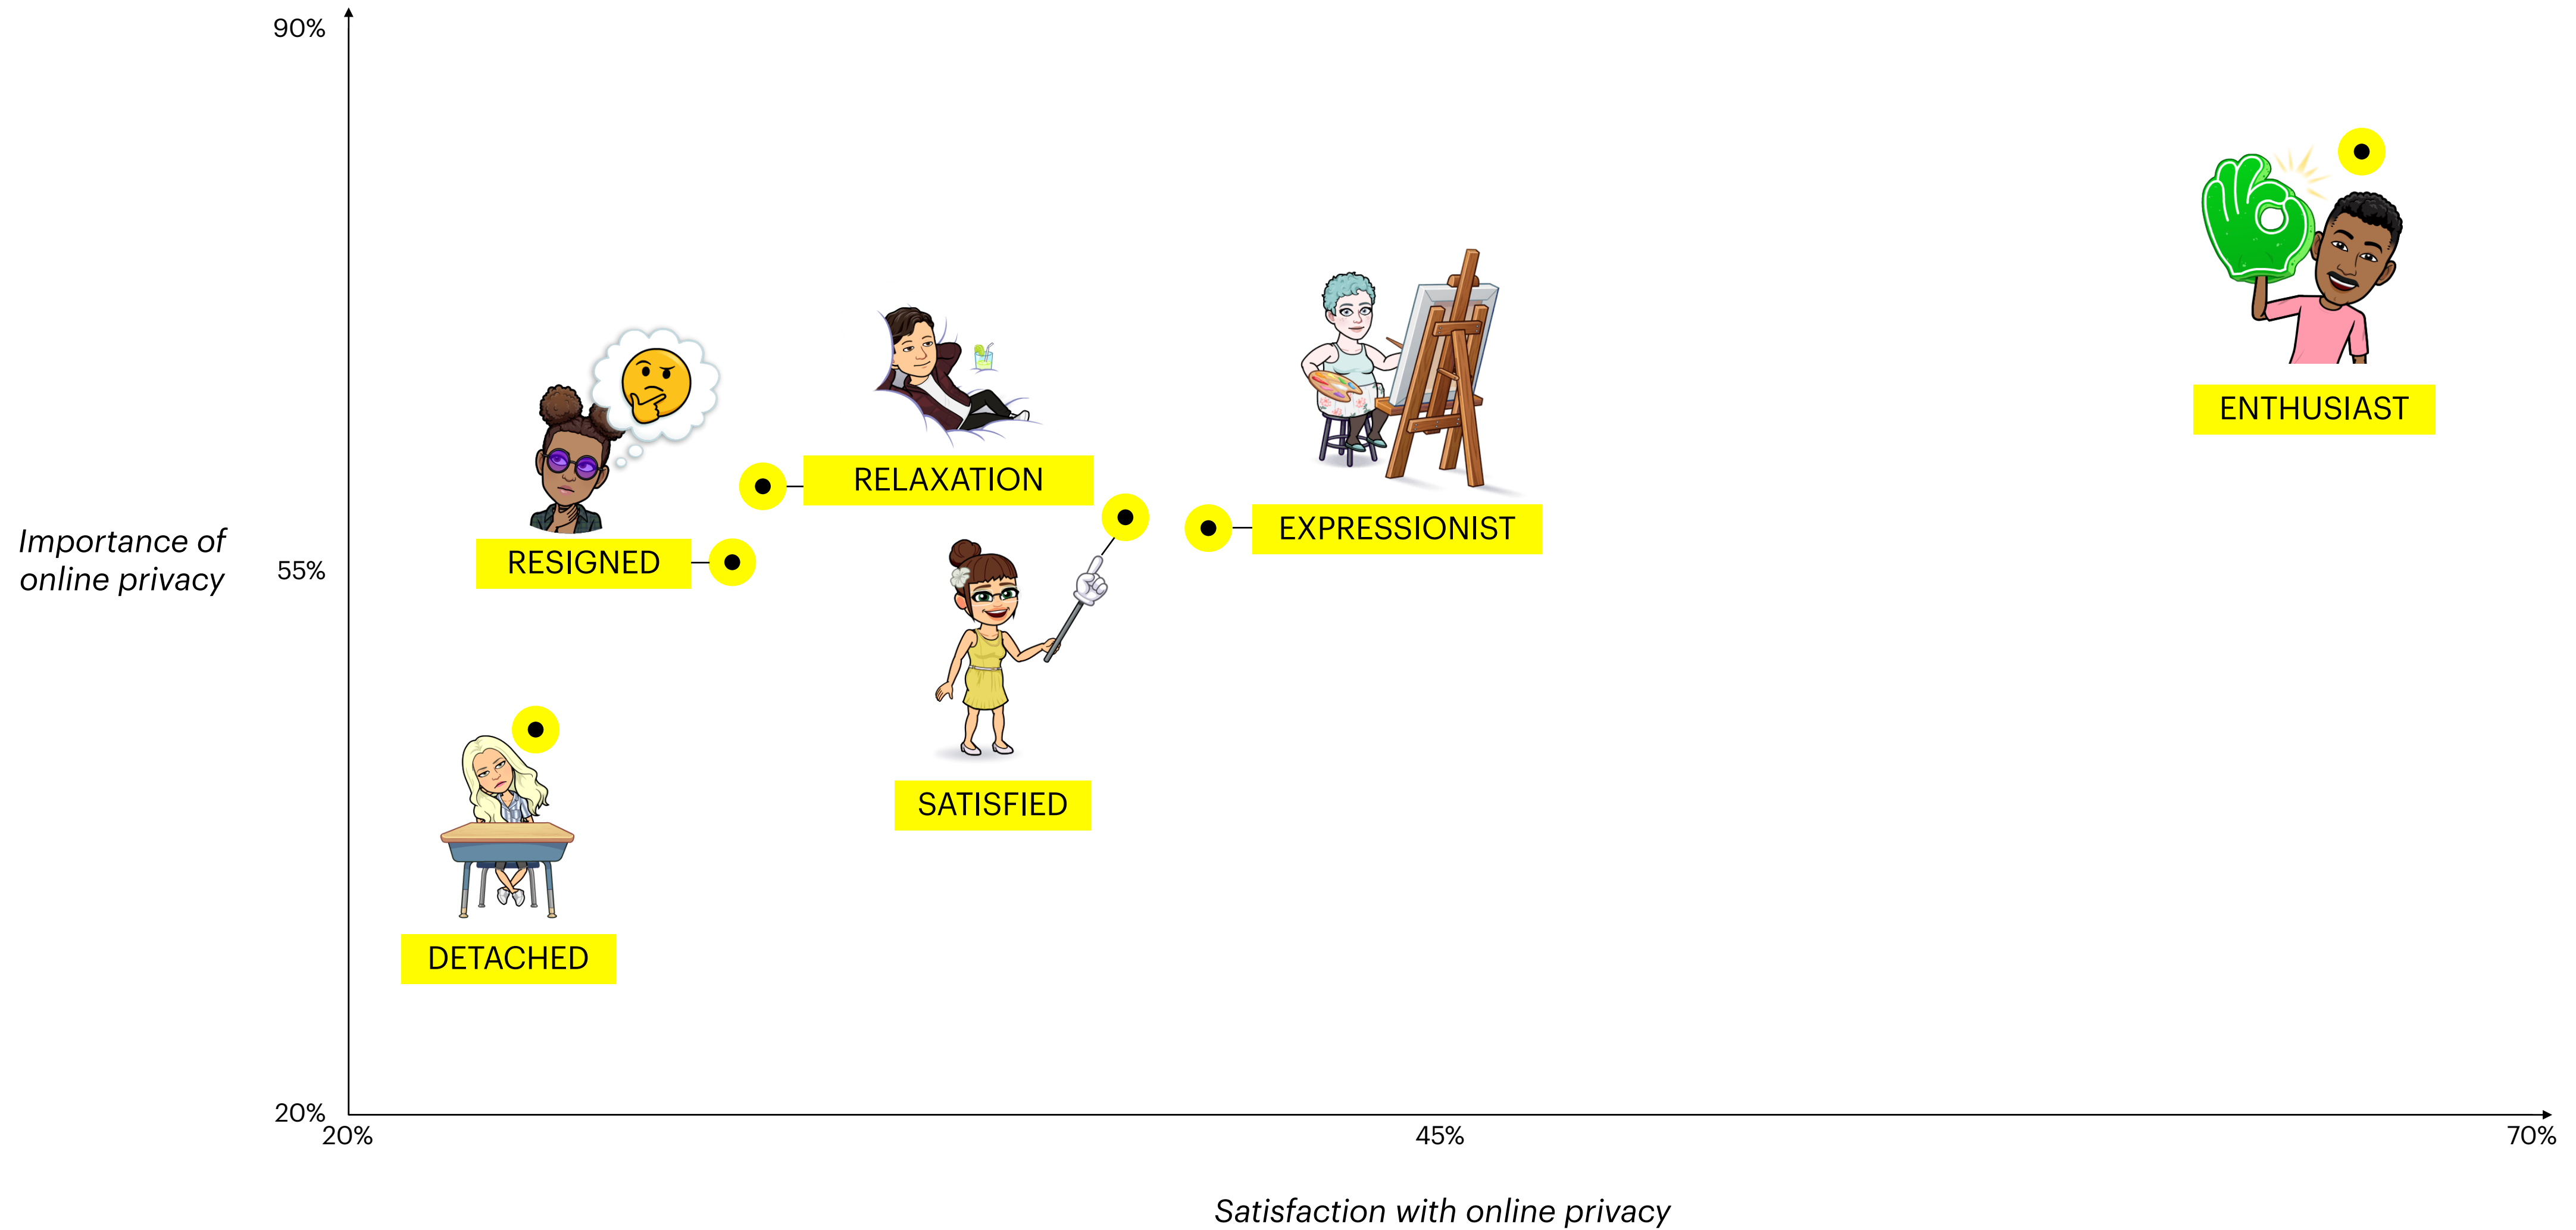 90%
ENTHUSIAST
RELAXATION
EXPRESSIONIST
Importance of
online privacy
55%
RESIGNED
SATISFIED
DETACHED
20%
20%
45%
70%
Satisfaction with online privacy